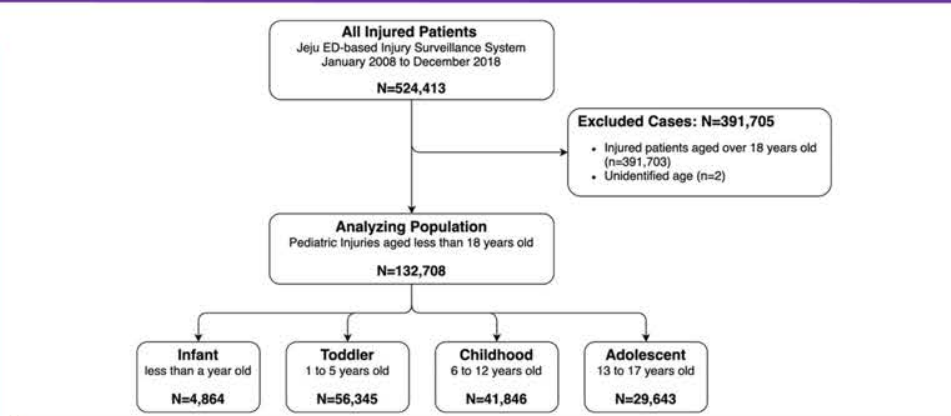 All Injured Patients
Jeju ED-based Injury Surveillance System
January 2008 to December 2018
N=524,413
Excluded Cases: N=391,705
• Injured patients aged over 18 years old
(n=391,703)
• Unidentified age (n=2)
Analyzing Population
Pediatric Injuries aged less than 18 years old
N=132,708
Infant
less than a year old
N=4,864
Toddler
1 to 5 years old
N=56,345
Childhood
6 to 12 years old
N=41,846
Adolescent
13 to 17 years old
N=29,643